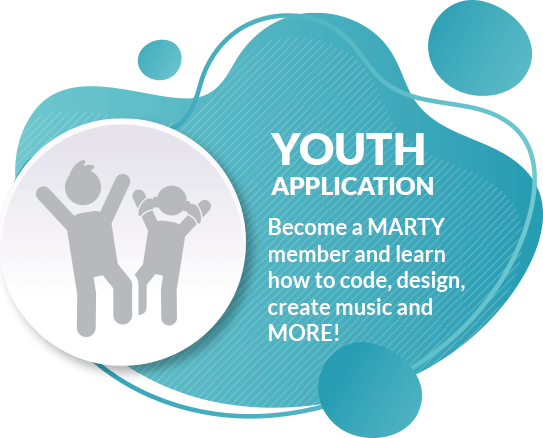 YOUTH
APPLICATION
Become a MARTY
member and learn
how to code, design,
create music and
MORE!